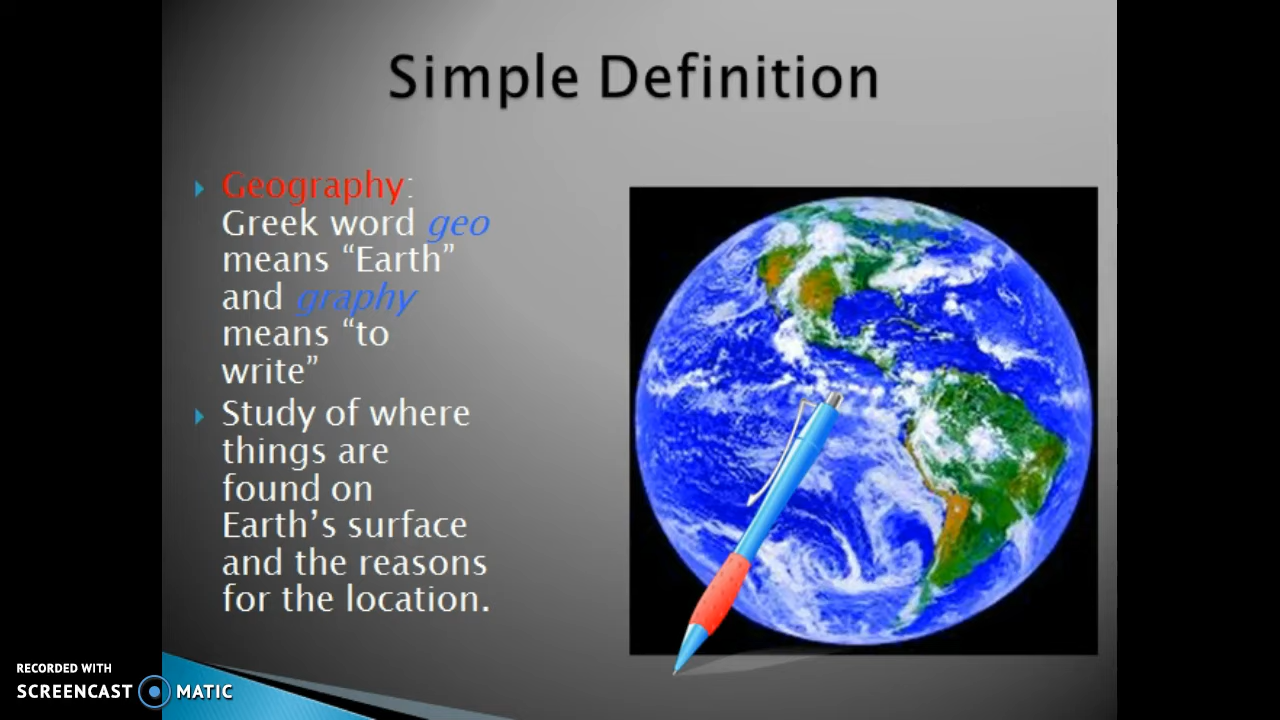 Simple Definition
Geography:
Greek word geo
means “Earth”
and graphy
means “to
write”
Study of where
things are
found on
Earth’s surface
and the reasons
for the location.
RECORDED WITH
SCREENCAST MATIC